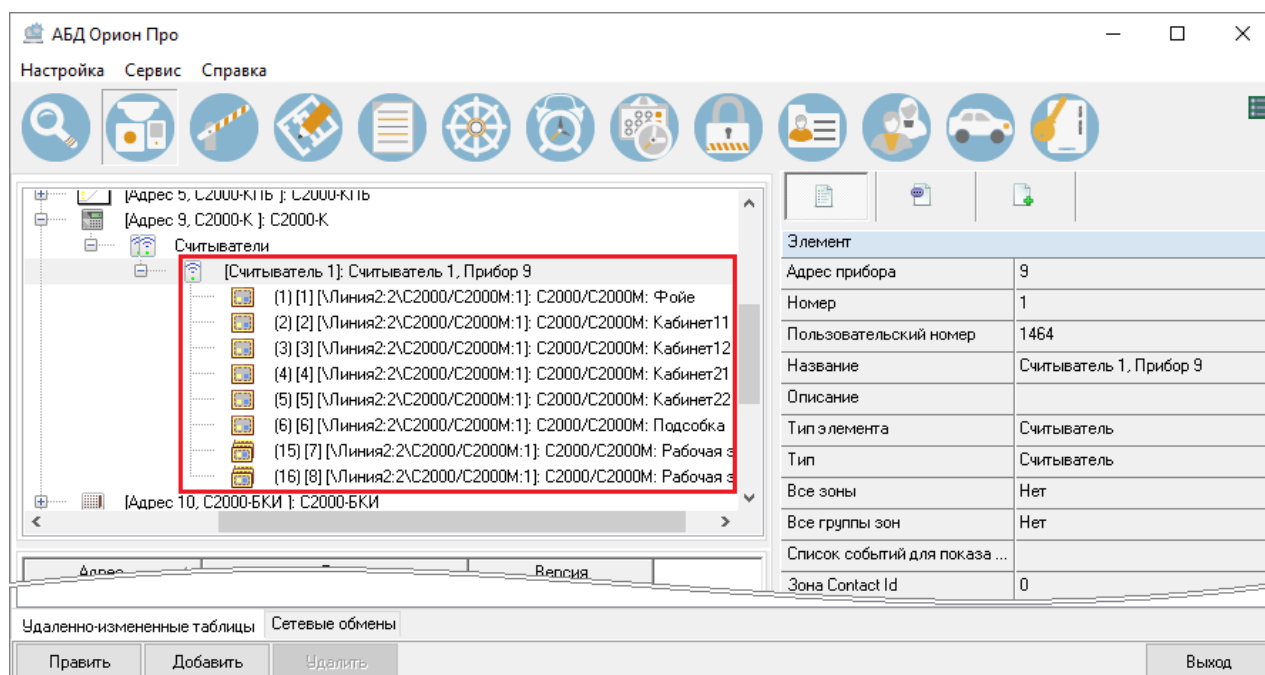 АБД Орион Про
Настройка Сервис Справка
[Адрес 5, С2000-КПБ ]: С2000-КПБ
[Адрес 9, С2000-К ]: С2000-К
Считыватели
[Считыватель 1]: Считыватель 1, Прибор 9
(1) [1] [\Линия2:2\С2000/С2000М:1]: С2000/С2000М: Фойе
(2) [2] [\Линия2:2\С2000/С2000М:1]: С2000/С2000М: Кабинет11
(3) [3] [\Линия2:2\С2000/С2000М:1]: С2000/С2000М: Кабинет12
(4) [4] [\Линия2:2\С2000/С2000М:1]: С2000/С2000М: Кабинет21
(5) [5] [\Линия2:2\С2000/С2000М:1]: С2000/С2000М: Кабинет22
(6) [6] [\Линия2:2\С2000/С2000М:1]: С2000/С2000М: Подсобка
(15) [7] [\Линия2:2\С2000/С2000М:1]: С2000/С2000М: Рабочая з
(16) [8] [\Линия2:2\С2000/С2000М:1]: С2000/С2000М: Рабочая з
[Адрес 10, С2000-БКИ ]: С2000-БКИ
Адрес Версия
Элемент
Адрес прибора 9
Номер 1
Пользовательский номер 1464
Название Считыватель 1, Прибор 9
Описание
Тип элемента Считыватель
Тип Считыватель
Все зоны Нет
Все группы зон Нет
Список событий для показа ...
Зона Contact Id 0
Удаленно-измененные таблицы Сетевые обмены
Править Добавить Удалить Выход